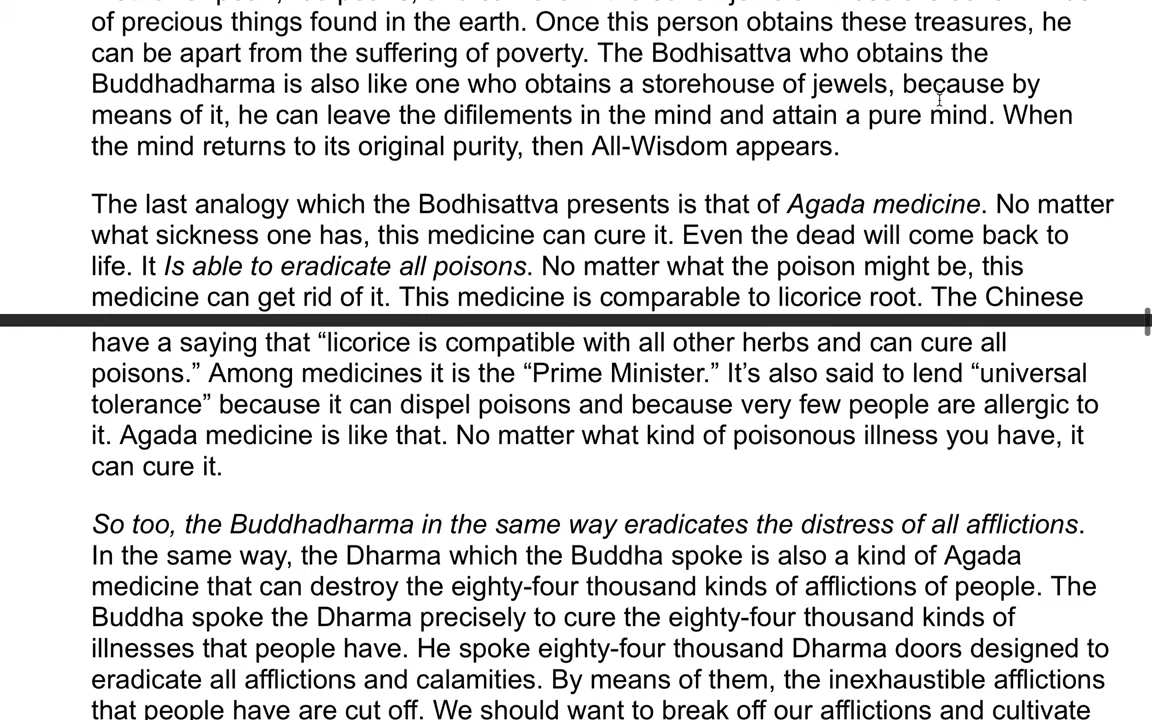 of precious things found in the earth. Once this person obtains these treasures, he
can be apart from the suffering of poverty. The Bodhisattva who obtains the
Buddhadharma is also like one who obtains a storehouse of jewels, because by
means of it, he can leave the difilements in the mind and attain a pure mind. When
the mind returns to its original purity, then All-Wisdom appears.
The last analogy which the Bodhisattva presents is that of Agada medicine. No matter
what sickness one has, this medicine can cure it. Even the dead will come back to
life. It Is able to eradicate all poisons. No matter what the poison might be, this
medicine can get rid of it. This medicine is comparable to licorice root. The Chinese
have a saying that “licorice is compatible with all other herbs and can cure all
poisons.” Among medicines it is the “Prime Minister.” It’s also said to lend “universal
tolerance” because it can dispel poisons and because very few people are allergic to
it. Agada medicine is like that. No matter what kind of poisonous illness you have, it
can cure it.
So too, the Buddhadharma in the same way eradicates the distress of all afflictions.
In the same way, the Dharma which the Buddha spoke is also a kind of Agada
medicine that can destroy the eighty-four thousand kinds of afflictions of people. The
Buddha spoke the Dharma precisely to cure the eighty-four thousand kinds of
illnesses that people have. He spoke eighty-four thousand Dharma doors designed to
eradicate all afflictions and calamities. By means of them, the inexhaustible afflictions
that people have are cut off. We should want to break off our afflictions and cultivate